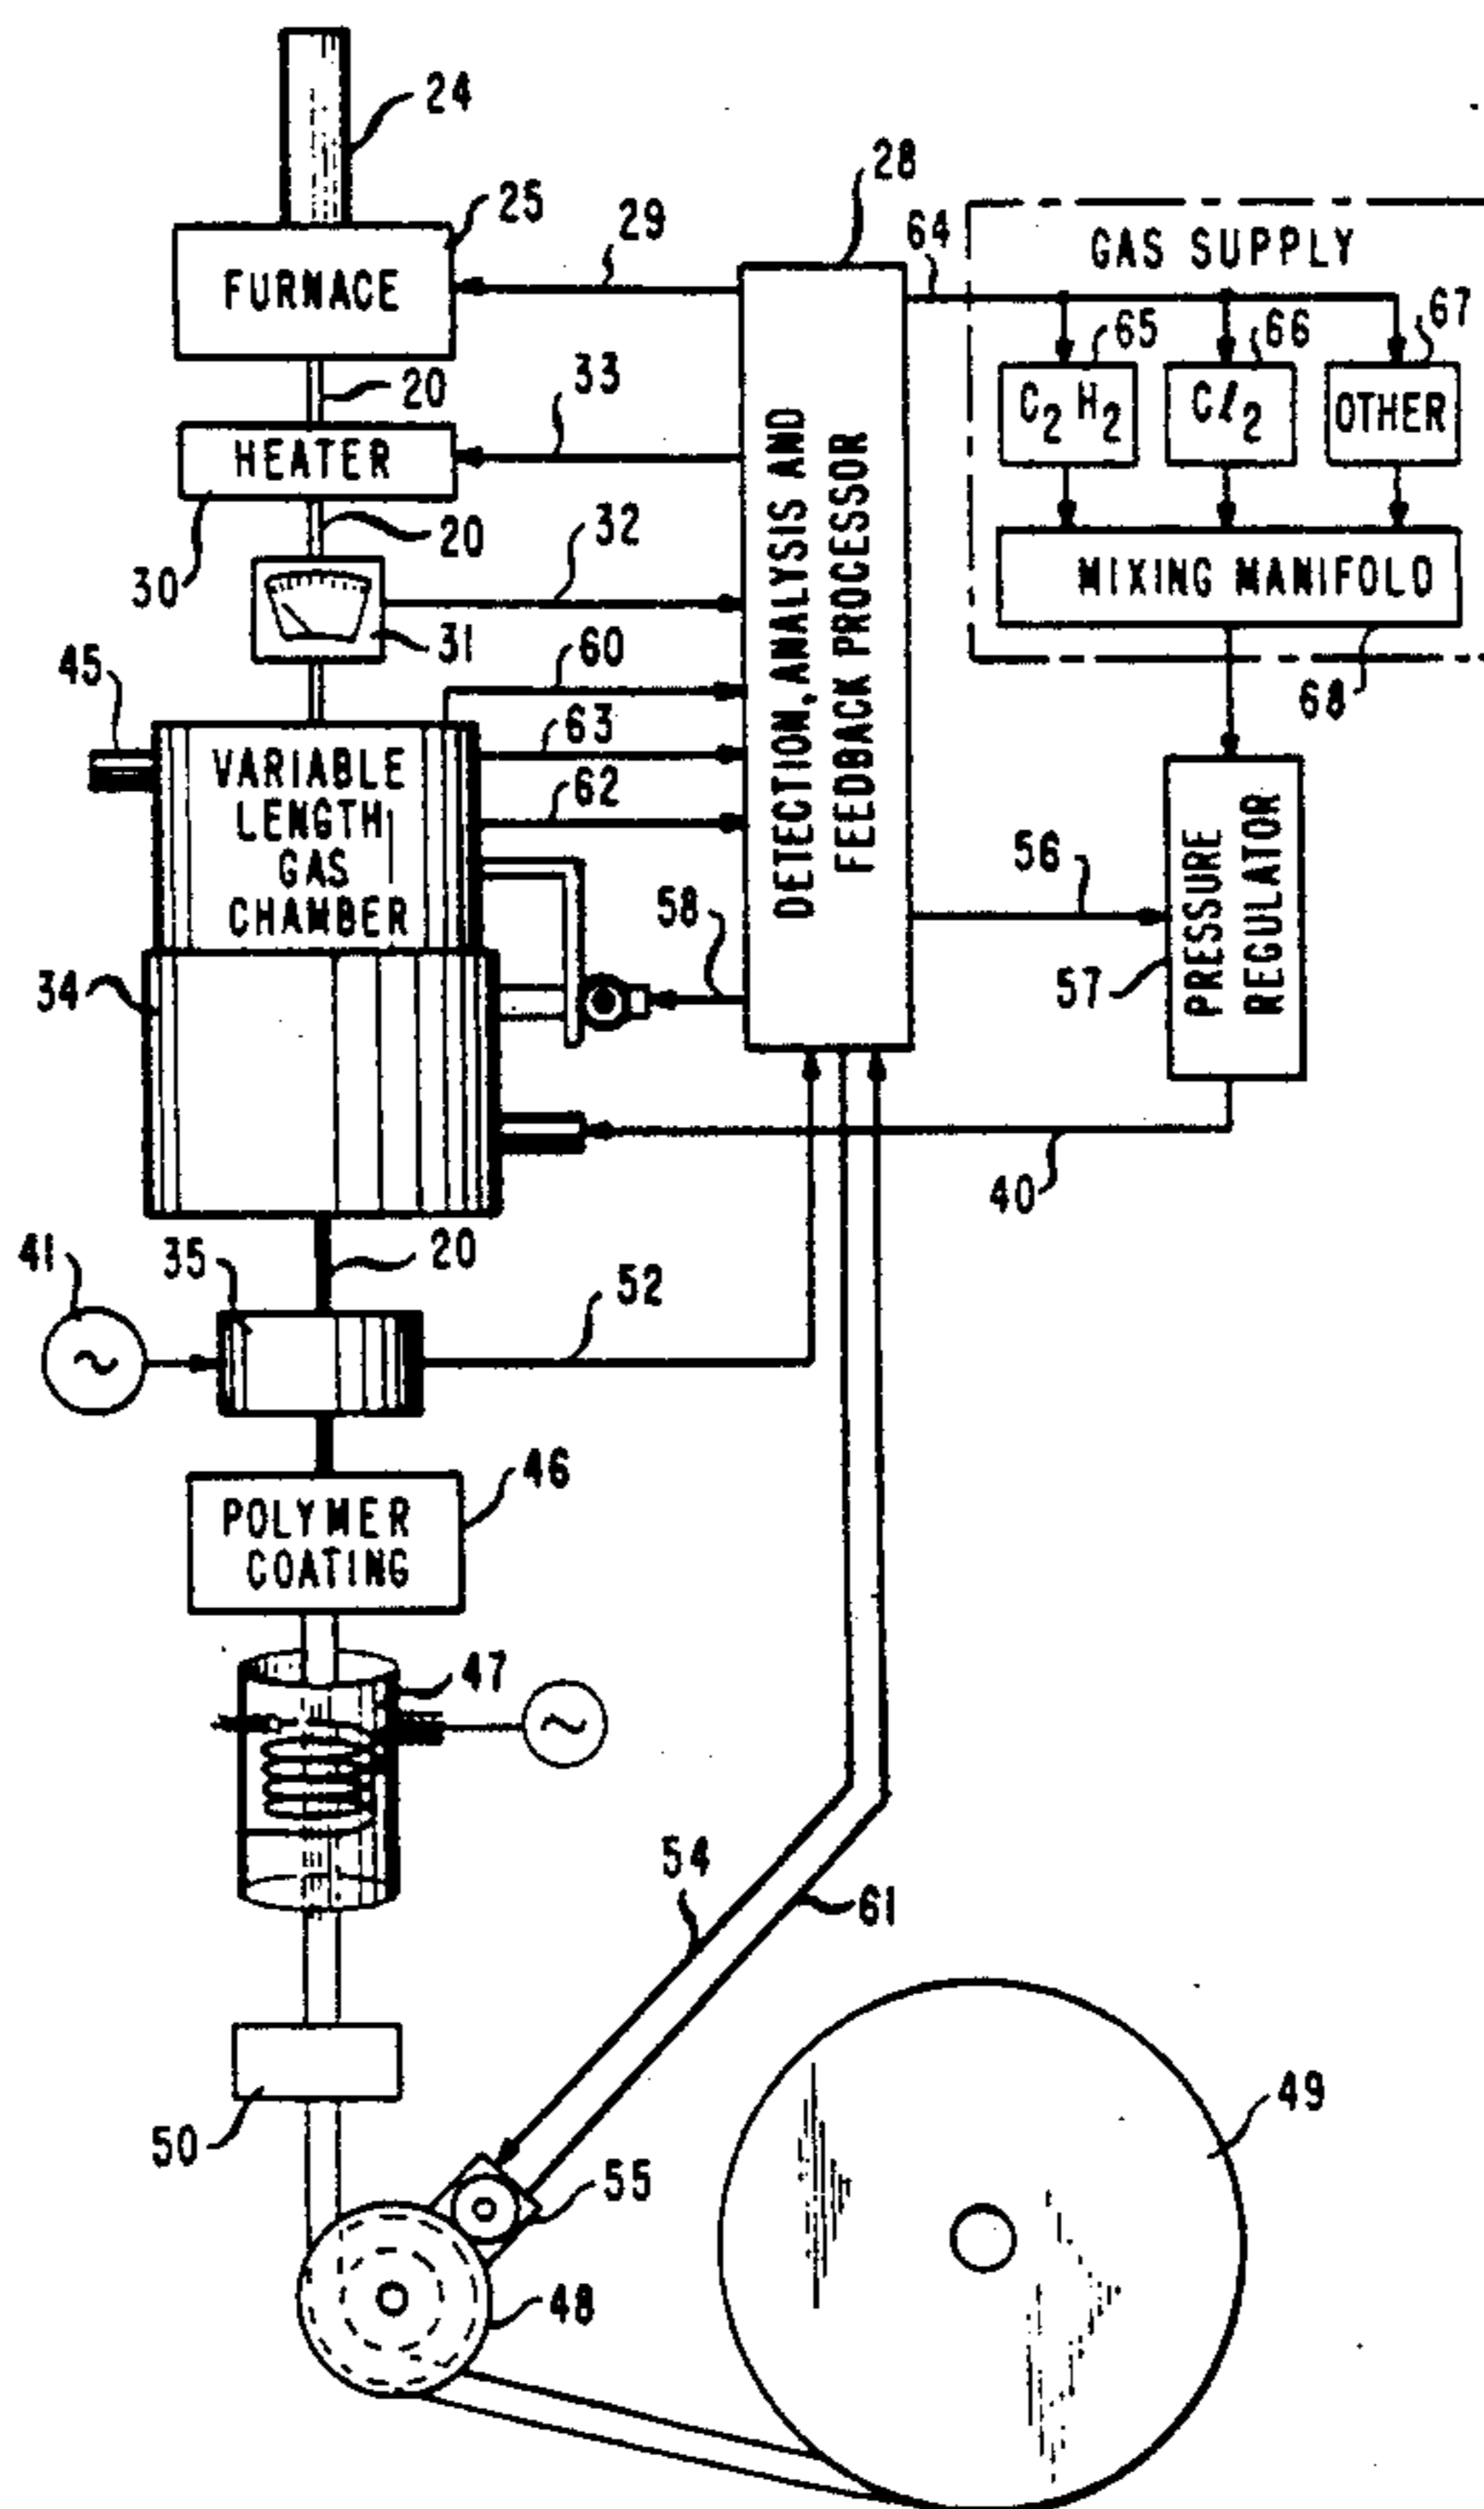 24
25
FURNACE
29
28
64
GAS SUPPLY
20
33
65
66
67
HEATER
C2 H2
Cl2
OTHER
20
32
30
31
MIXING MANIFOLD
60
68
45
VARIABLE
LENGTH
GAS
CHAMBER
63
62
DETECTION, ANALYSIS AND
FEEDBACK PROCESSOR
58
56
57
PRESSURE
REGULATOR
34
40
20
41
35
52
46
POLYMER
COATING
47
54
61
49
50
55
48